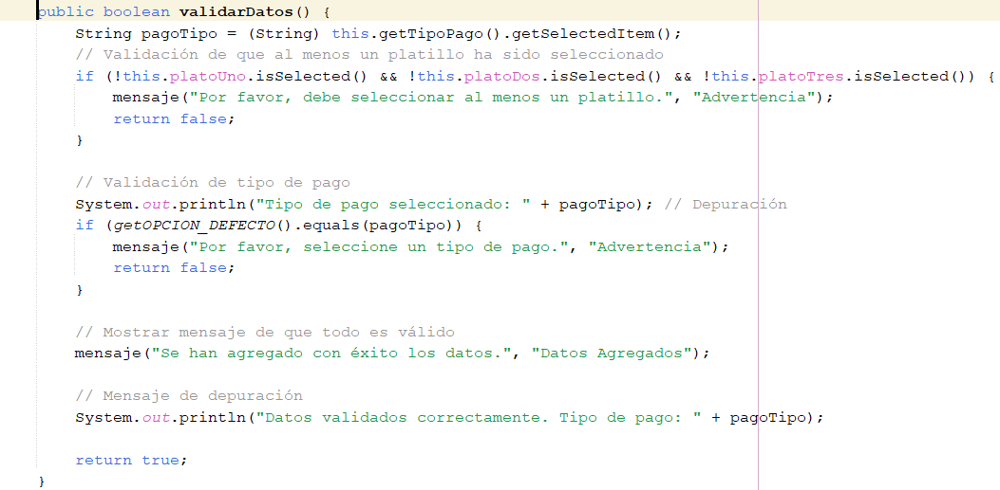 public boolean validarDatos() {
    String pagoTipo = (String) this.getTipoPago().getSelectedItem();
    // Validación de que al menos un platillo ha sido seleccionado
    if (!this.platoUno.isSelected() && !this.platoDos.isSelected() && !this.platoTres.isSelected()) {
        mensaje("Por favor, debe seleccionar al menos un platillo.", "Advertencia");
        return false;
    }

    // Validación de tipo de pago
    System.out.println("Tipo de pago seleccionado: " + pagoTipo); // Depuración
    if (getOPCION_DEFECTO().equals(pagoTipo)) {
        mensaje("Por favor, seleccione un tipo de pago.", "Advertencia");
        return false;
    }

    // Mostrar mensaje de que todo es válido
    mensaje("Se han agregado con éxito los datos.", "Datos Agregados");

    // Mensaje de depuración
    System.out.println("Datos validados correctamente. Tipo de pago: " + pagoTipo);

    return true;
}